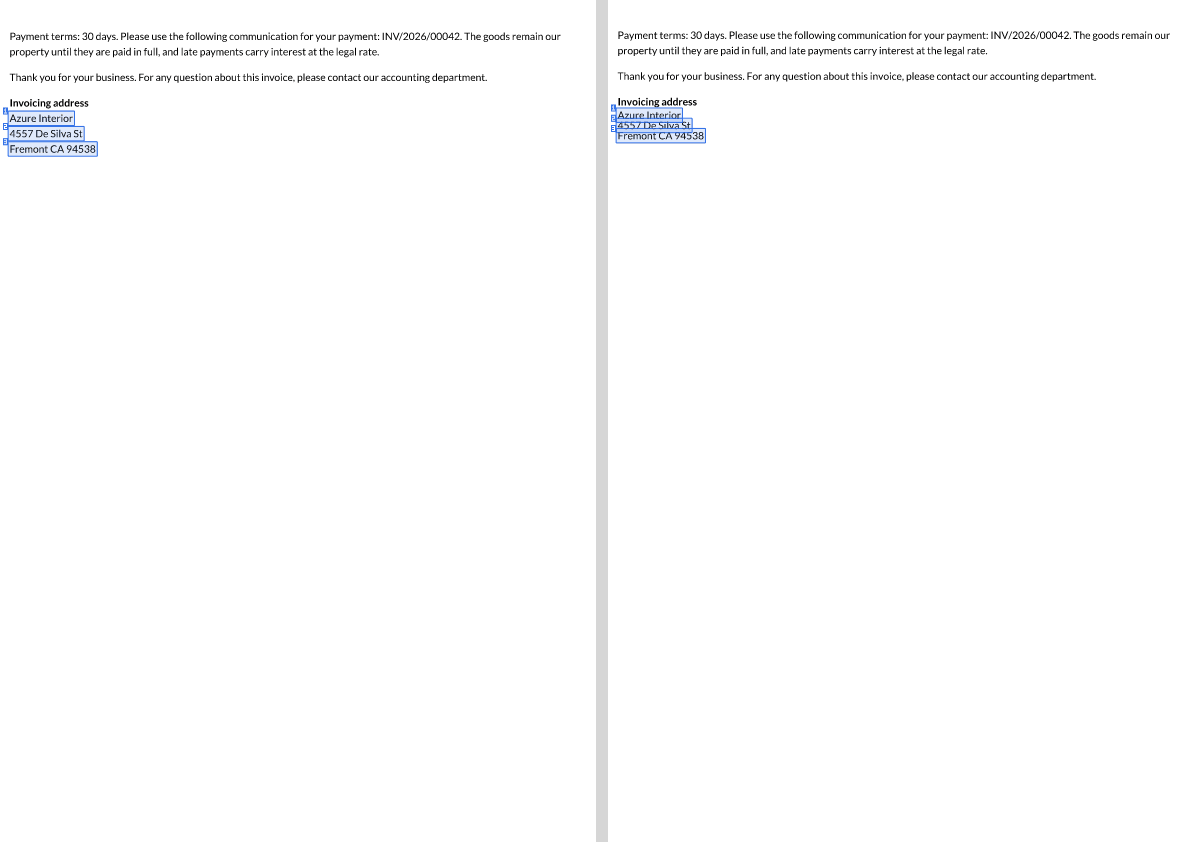 Payment terms: 30 days. Please use the following communication for your payment: INV/2026/00042. The goods remain our
property until they are paid in full, and late payments carry interest at the legal rate.
Thank you for your business. For any question about this invoice, please contact our accounting department.
Invoicing address
Azure Interior
4557 De Silva St
Fremont CA 94538
Payment terms: 30 days. Please use the following communication for your payment: INV/2026/00042. The goods remain our
property until they are paid in full, and late payments carry interest at the legal rate.
Thank you for your business. For any question about this invoice, please contact our accounting department.
Invoicing address
Azure Interior
4557 De Silva St
Fremont CA 94538